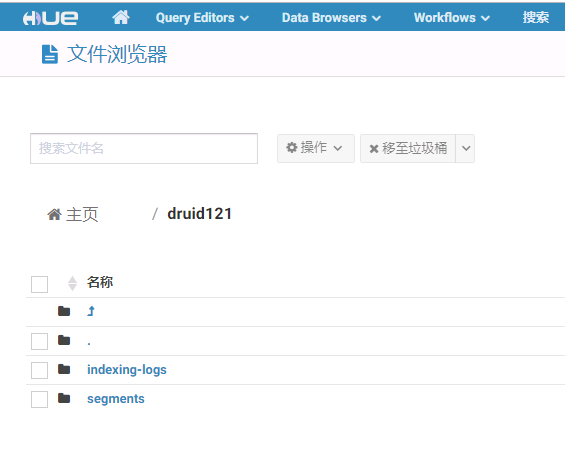 HUE Query Editors Data Browsers Workflows 搜索
文件浏览器
搜索文件名 操作 移至垃圾桶
主页 / druid121
名称
.
indexing-logs
segments